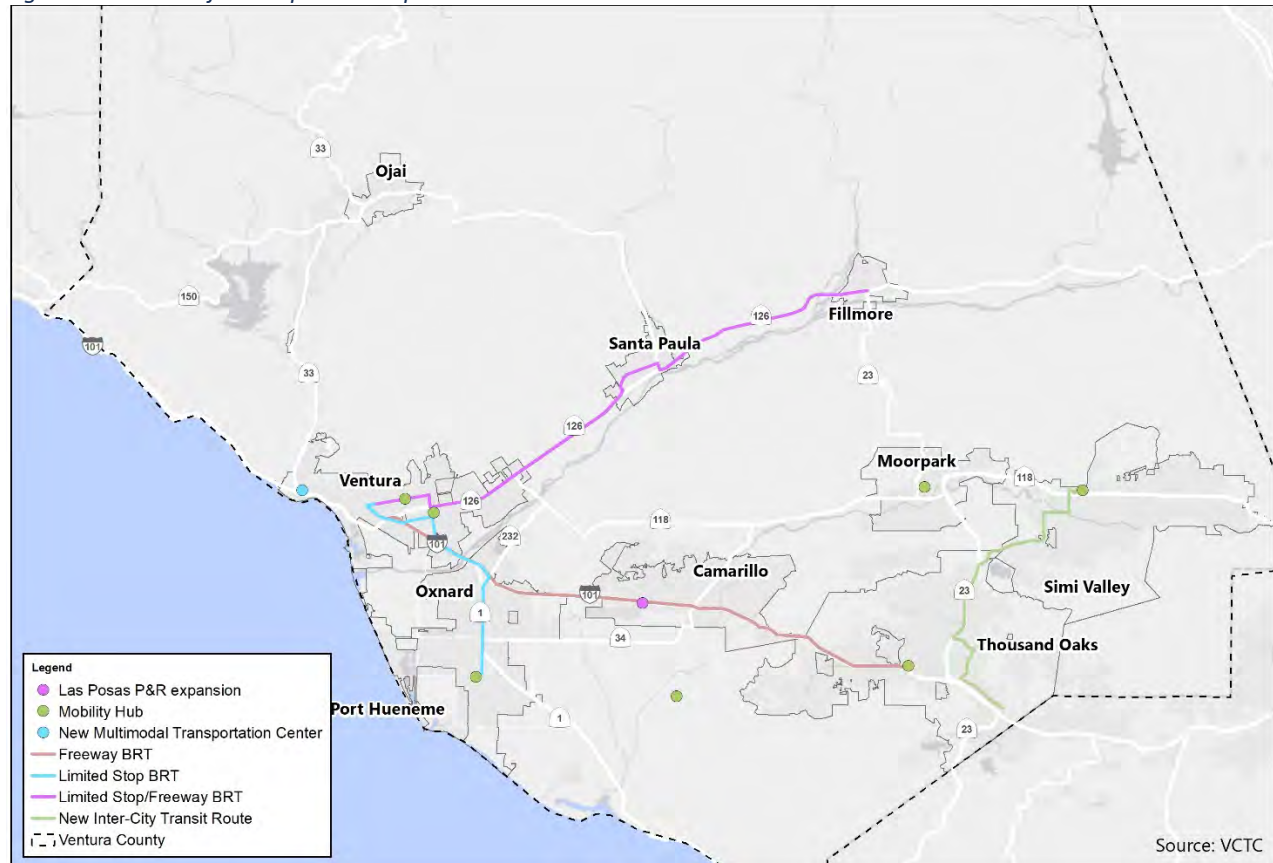 33
Ojai
150
126
Fillmore
Santa Paula
101
33
23
126
Moorpark
Ventura
118
126
118
101
232
Camarillo
Oxnard
101
Simi Valley
1
23
34
Thousand Oaks
Legend
Las Posas P&R expansion
Mobility Hub
Port Hueneme
1
23
New Multimodal Transportation Center
Freeway BRT
Limited Stop BRT
Limited Stop/Freeway BRT
New Inter-City Transit Route
Ventura County
Source: VCTC